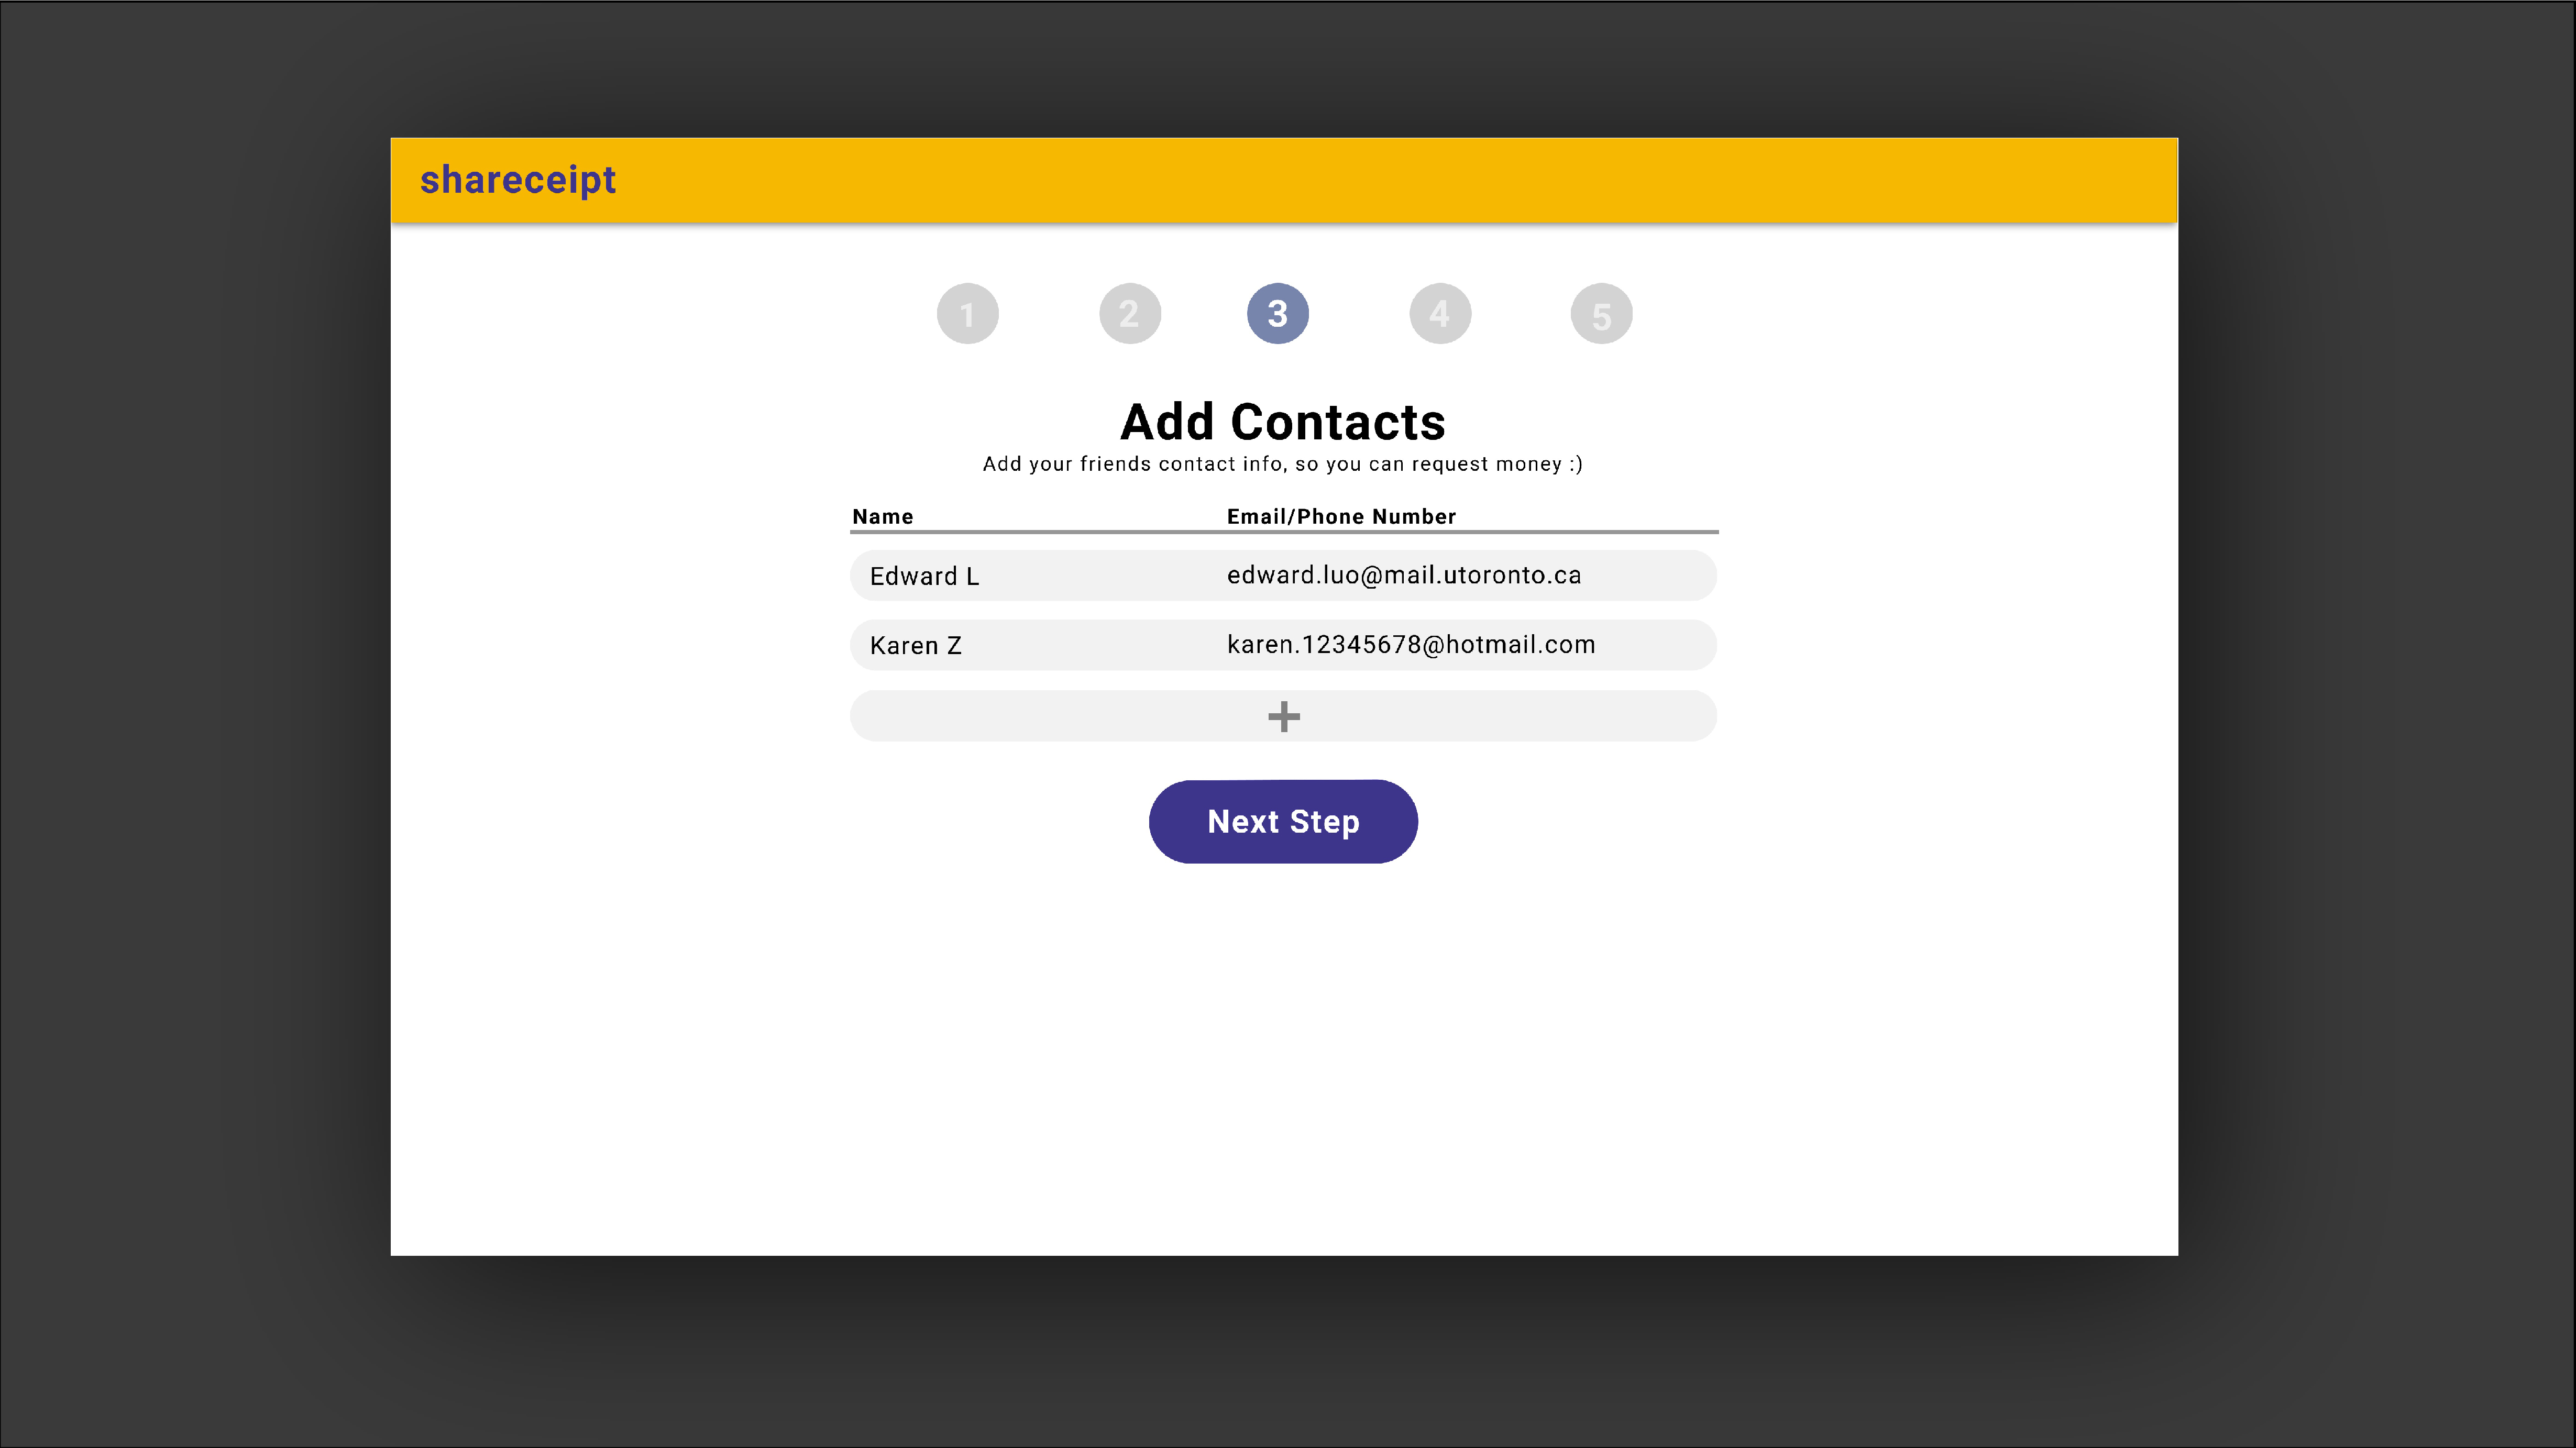 shareceipt
1 2 3 4 5
Add Contacts
Add your friends contact info, so you can request money :)
Name Email/Phone Number
Edward L edward.luo@mail.utoronto.ca
Karen Z karen.12345678@hotmail.com
+
Next Step